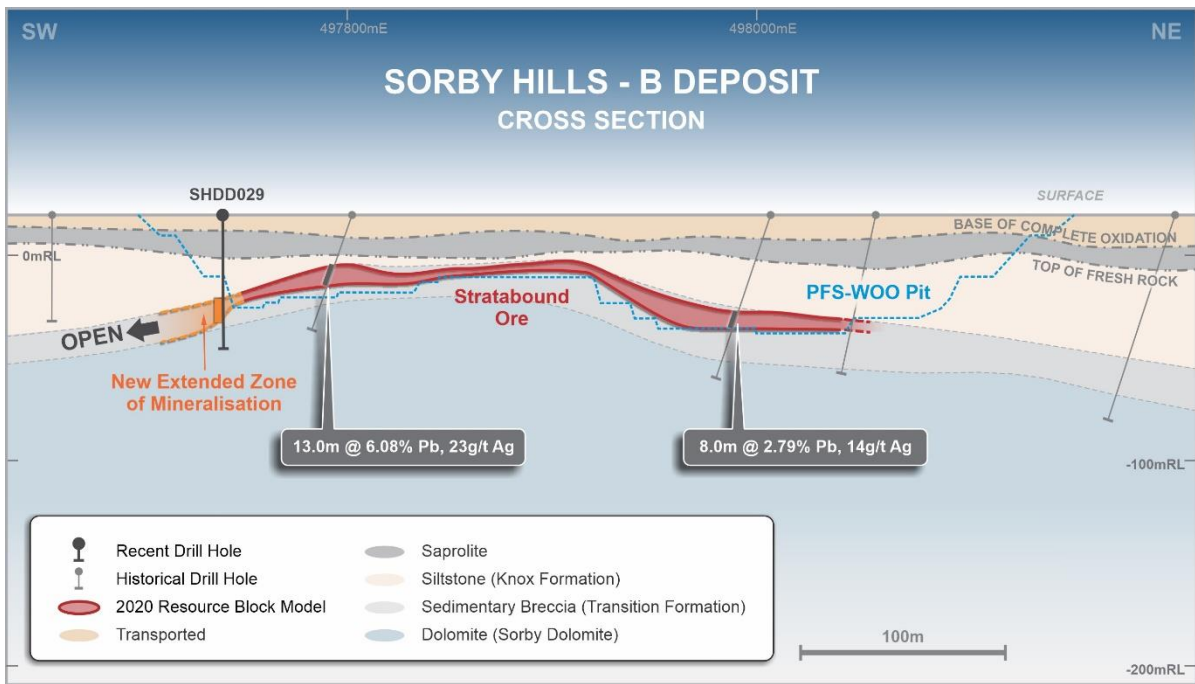 SW
497800mE
498000mE
NE
SORBY HILLS - B DEPOSIT
CROSS SECTION
SHDD029
SURFACE
BASE OF COMPLETE OXIDATION
0mRL
TOP OF FRESH ROCK
Stratabound
Ore
PFS-WOO Pit
OPEN
New Extended Zone
of Mineralisation
13.0m @ 6.08% Pb, 23g/t Ag
8.0m @ 2.79% Pb, 14g/t Ag
-100mRL
Recent Drill Hole
Historical Drill Hole
2020 Resource Block Model
Transported
Saprolite
Siltstone (Knox Formation)
Sedimentary Breccia (Transition Formation)
Dolomite (Sorby Dolomite)
100m
-200mRL